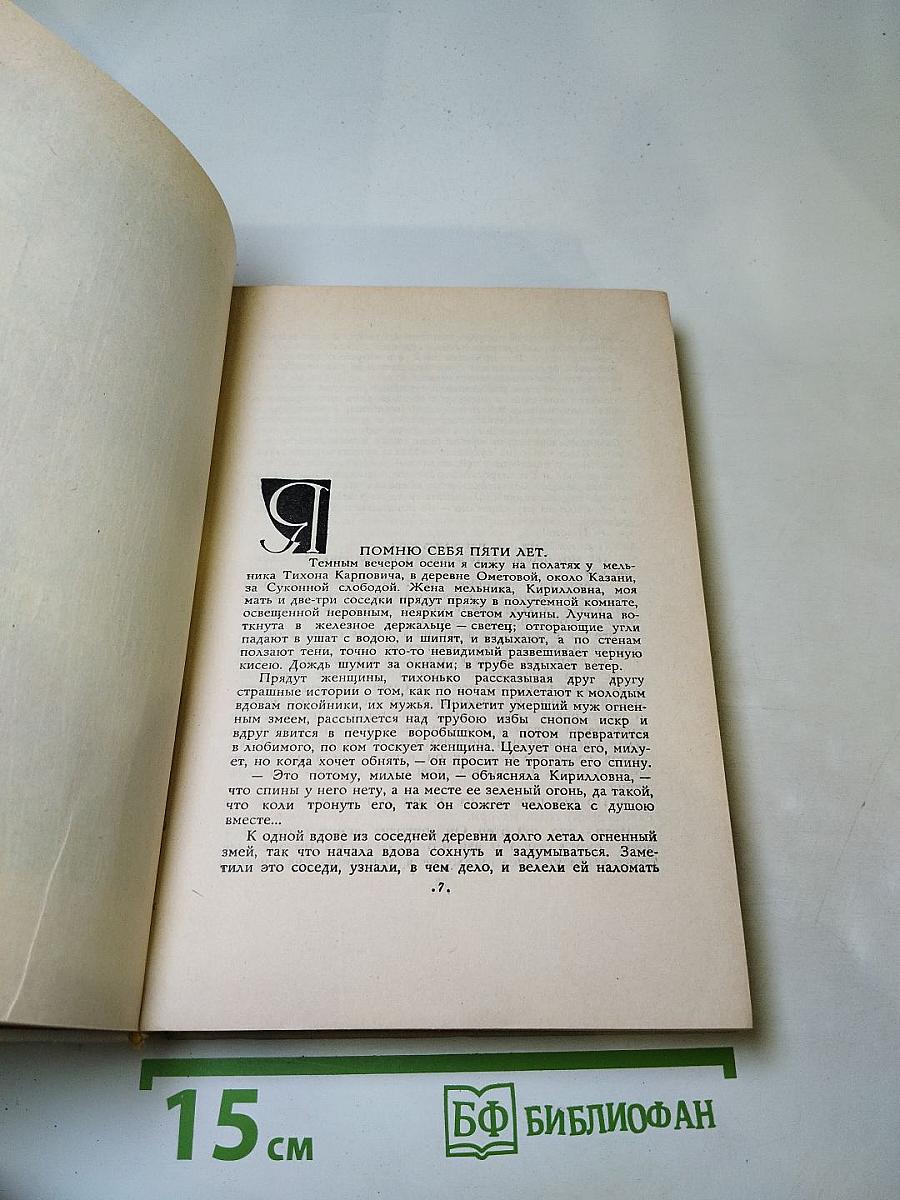 Я
ПОМНЮ СЕБЯ ПЯТИ ЛЕТ.
Темным вечером осени я сижу на полатях у мель-
ника Тихона Карповича, в деревне Ометовой, около Казани,
за Суконной слободой. Жена мельника, Кирилловна, моя
мать и две-три соседки прядут пряжу в полутемной комнате,
освещенной неровным, неярким светом лучины. Лучина во-
ткнута в железное держальце — светец; отгорающие угли
падают в ушат с водою, и шипят, и вздыхают, а по стенам
ползают тени, точно кто-то невидимый развешивает черную
кисею. Дождь шумит за окнами; в трубе вздыхает ветер.
Прядут женщины, тихонько рассказывая друг другу
страшные истории о том, как по ночам прилетают к молодым
вдовам покойники, их мужья. Прилетит умерший муж огнен-
ным змеем, рассыплется над трубою избы снопом искр и
вдруг явится в печурке воробышком, а потом превратится
в любимого, по ком тоскует женщина. Целует она его, милу-
ет, но когда хочет обнять, — он просит не трогать его спину.
— Это потому, милые мои, — объясняла Кирилловна, —
что спины у него нету, а на месте ее зеленый огонь, да такой,
что коли тронуть его, так он сожгет человека с душою
вместе...
К одной вдове из соседней деревни долго летал огненный
змей, так что начала вдова сохнуть и задумываться. Заме-
тили это соседи, узнали, в чем дело, и велели ей наломать
.7.
15 см
БФ БИБЛИОФАН